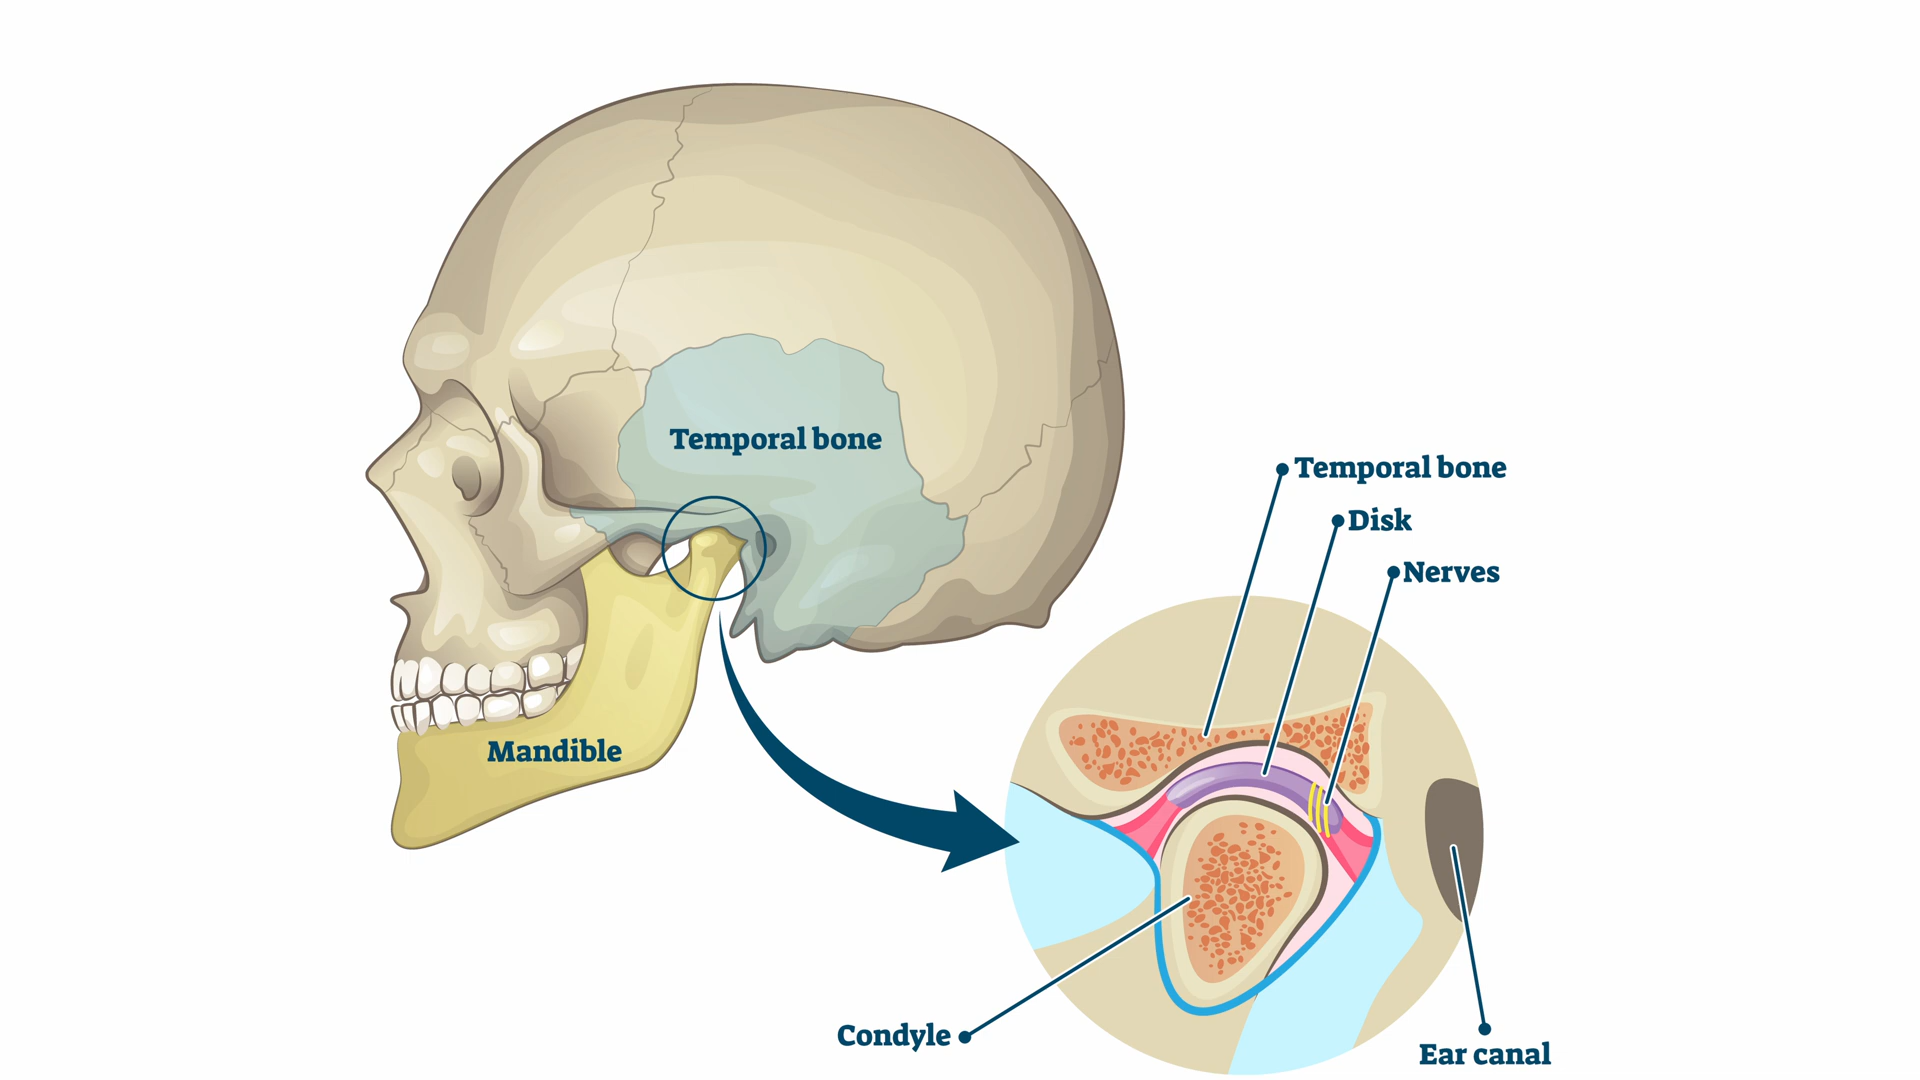 Temporal bone
Temporal bone
Disk
Nerves
Mandible
Condyle
Ear canal